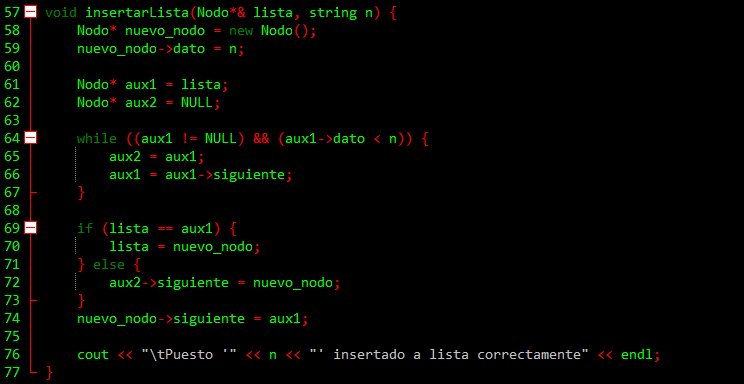 57 void insertarLista(Nodo*& lista, string n) {
58     Nodo* nuevo_nodo = new Nodo();
59     nuevo_nodo->dato = n;
60
61     Nodo* aux1 = lista;
62     Nodo* aux2 = NULL;
63
64     while ((aux1 != NULL) && (aux1->dato < n)) {
65         aux2 = aux1;
66         aux1 = aux1->siguiente;
67     }
68
69     if (lista == aux1) {
70         lista = nuevo_nodo;
71     } else {
72         aux2->siguiente = nuevo_nodo;
73     }
74     nuevo_nodo->siguiente = aux1;
75
76     cout << "\tPuesto '" << n << "' insertado a lista correctamente" << endl;
77 }